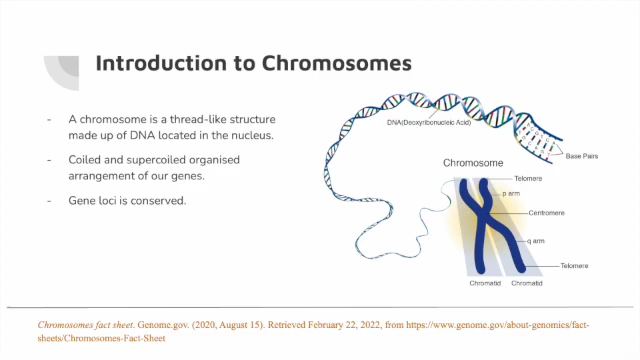 Introduction to Chromosomes
- A chromosome is a thread-like structure
made up of DNA located in the nucleus.
- Coiled and supercoiled organised
arrangement of our genes.
- Gene loci is conserved.
DNA(Deoxyribonucleic Acid)
Base Pairs
Chromosome
Telomere
p arm
Centromere
q arm
Telomere
Chromatid Chromatid
Chromosomes fact sheet. Genome.gov. (2020, August 15). Retrieved February 22, 2022, from https://www.genome.gov/about-genomics/fact-
sheets/Chromosomes-Fact-Sheet